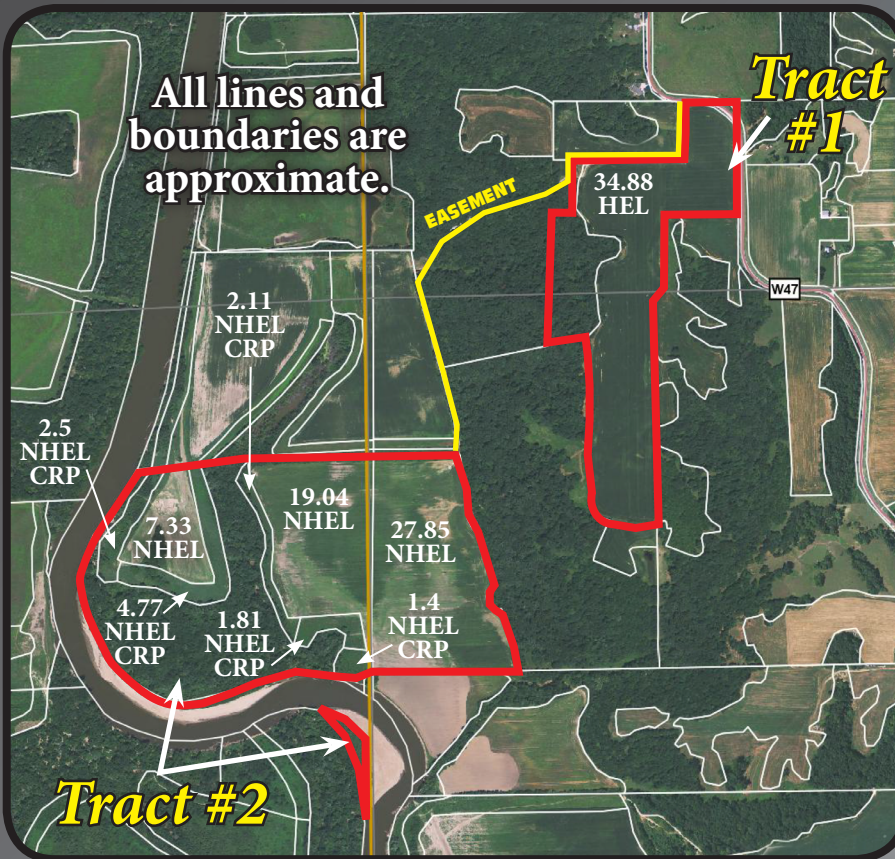 All lines and
boundaries are
approximate.
Tract
#1
EASEMENT
34.88
HEL
W47
2.11
NHEL
CRP
2.5
NHEL
CRP
7.33
NHEL
19.04
NHEL
27.85
NHEL
4.77
NHEL
CRP
1.81
NHEL
CRP
1.4
NHEL
CRP
Tract #2